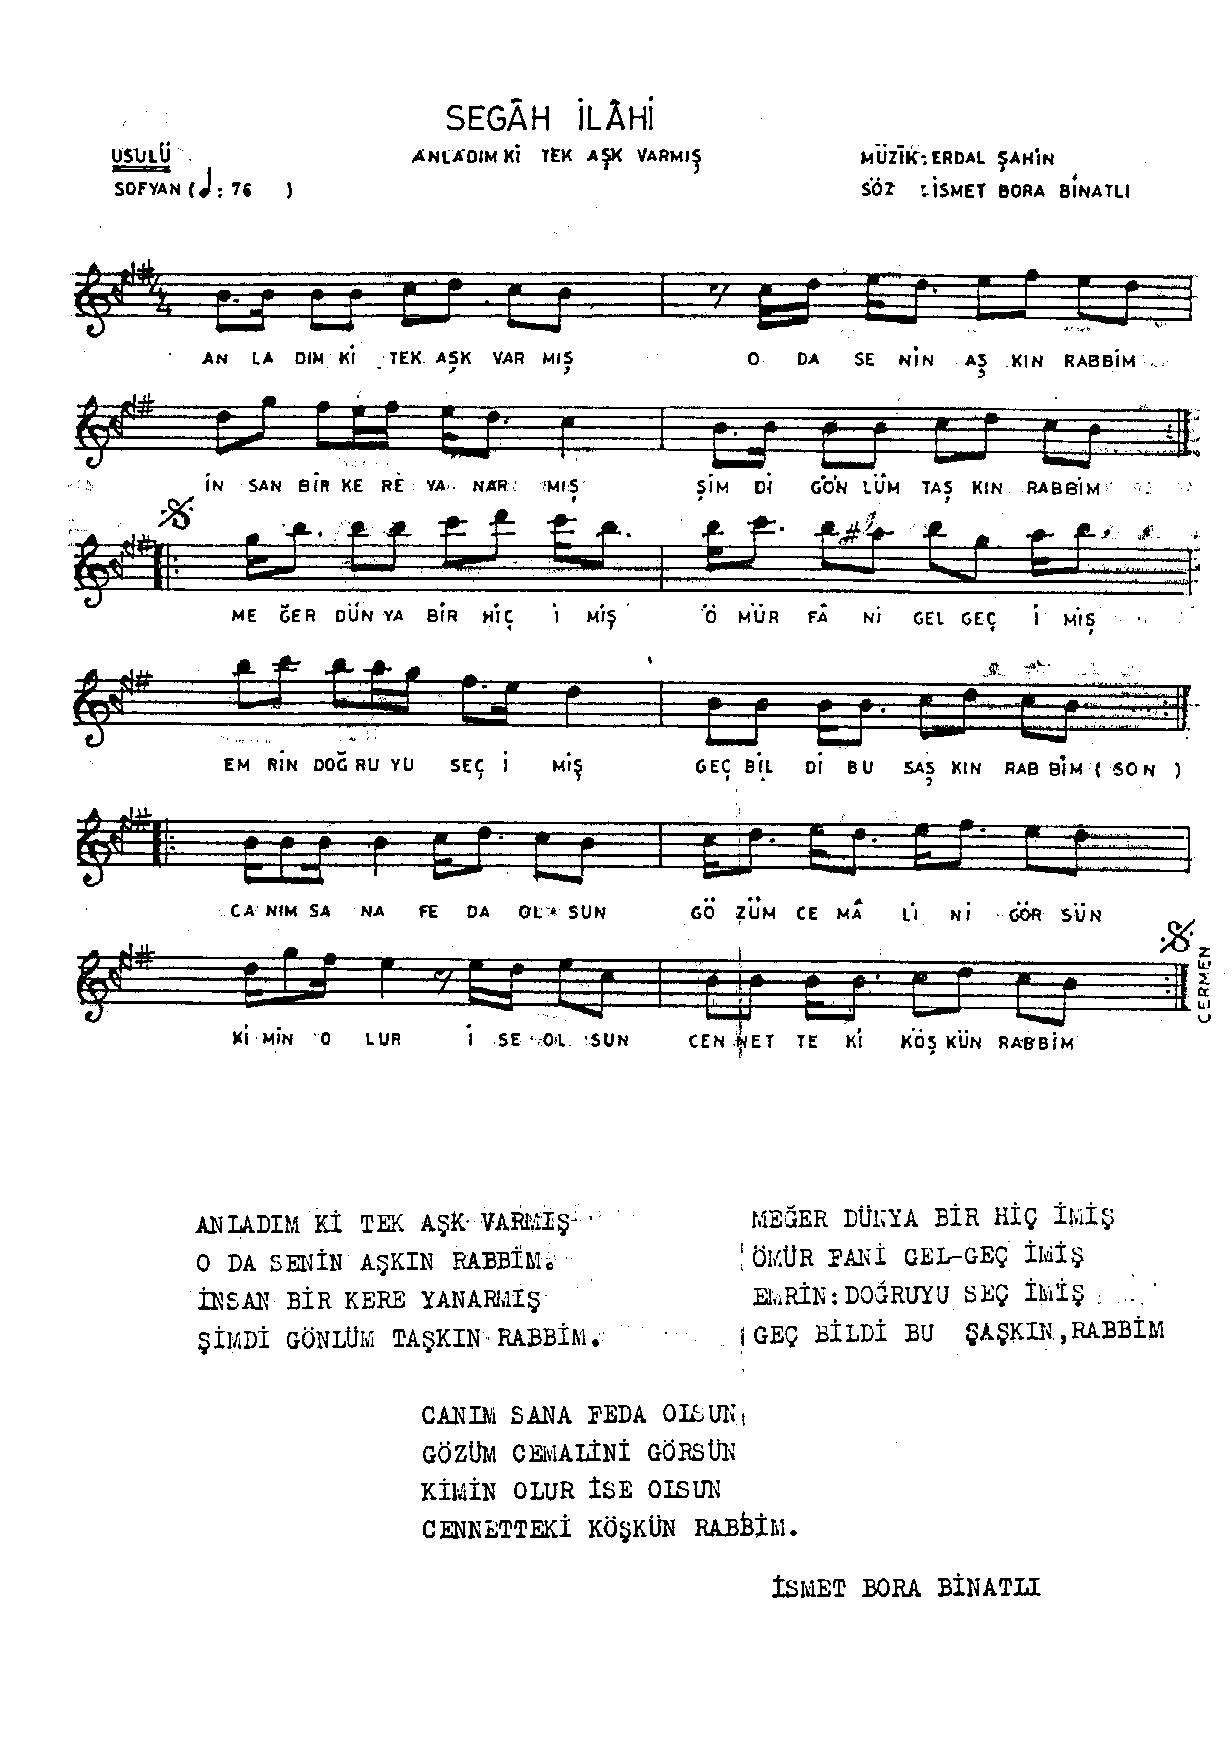 SEGÂH İLÂHİ
USULÜ
ANLADIM Kİ TEK AŞK VARMIŞ
MÜZİK: ERDAL ŞAHİN
SOFYAN (♩: 76 )
SÖZ : İSMET BORA BİNATLI
4
4
AN LA DIM Kİ TEK AŞK VAR MIŞ O DA SE NİN AŞ KIN RABBİM
İN SAN BİR KE RE YA NAR MIŞ ŞİM Dİ GÖN LÜM TAŞ KIN RABBİM
ME ĞER DÜN YA BİR HİÇ İ MİŞ Ö MÜR FÂ Nİ GEL GEÇ İ MİŞ
EM RİN DOĞ RU YU SEÇ İ MİŞ GEÇ BİL Dİ BU ŞAŞ KIN RAB BİM ( SON )
CA NIM SA NA FE DA OL SUN GÖ ZÜM CE MÂ Lİ Nİ GÖR SÜN
Kİ MİN O LUR İ SE OL SUN CEN NET TE Kİ KÖŞ KÜN RABBİM
CERMEN
ANLADIM Kİ TEK AŞK VARMIŞ
O DA SENİN AŞKIN RABBİM.
İNSAN BİR KERE YANARMIŞ
ŞİMDİ GÖNLÜM TAŞKIN RABBİM.
MEĞER DÜNYA BİR HİÇ İMİŞ
ÖMÜR FANİ GEL-GEÇ İMİŞ
EMRİN:DOĞRUYU SEÇ İMİŞ
GEÇ BİLDİ BU ŞAŞKIN,RABBİM
CANIM SANA FEDA OLSUN
GÖZÜM CEMALİNİ GÖRSÜN
KİMİN OLUR İSE OLSUN
CENNETTEKİ KÖŞKÜN RABBİM.
İSMET BORA BİNATLI